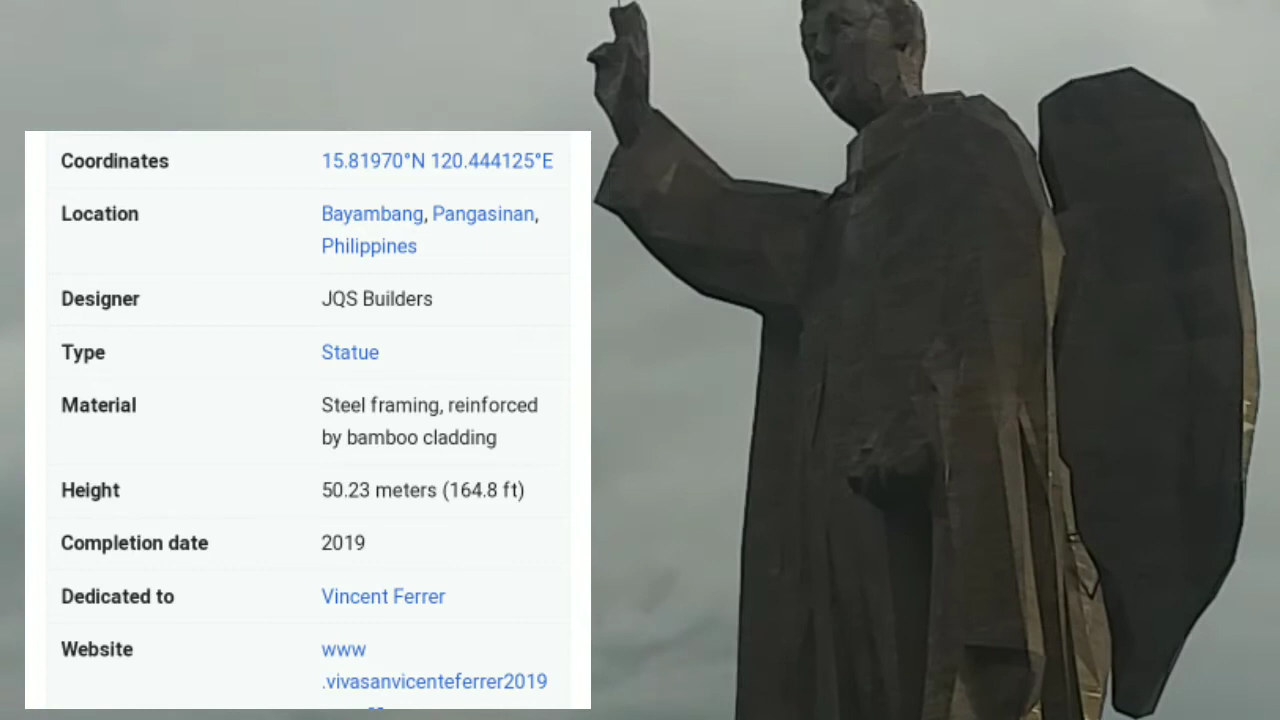 Coordinates 15.81970°N 120.444125°E
Location Bayambang, Pangasinan,
Philippines
Designer JQS Builders
Type Statue
Material Steel framing, reinforced
by bamboo cladding
Height 50.23 meters (164.8 ft)
Completion date 2019
Dedicated to Vincent Ferrer
Website www
.vivasanvicenteferrer2019